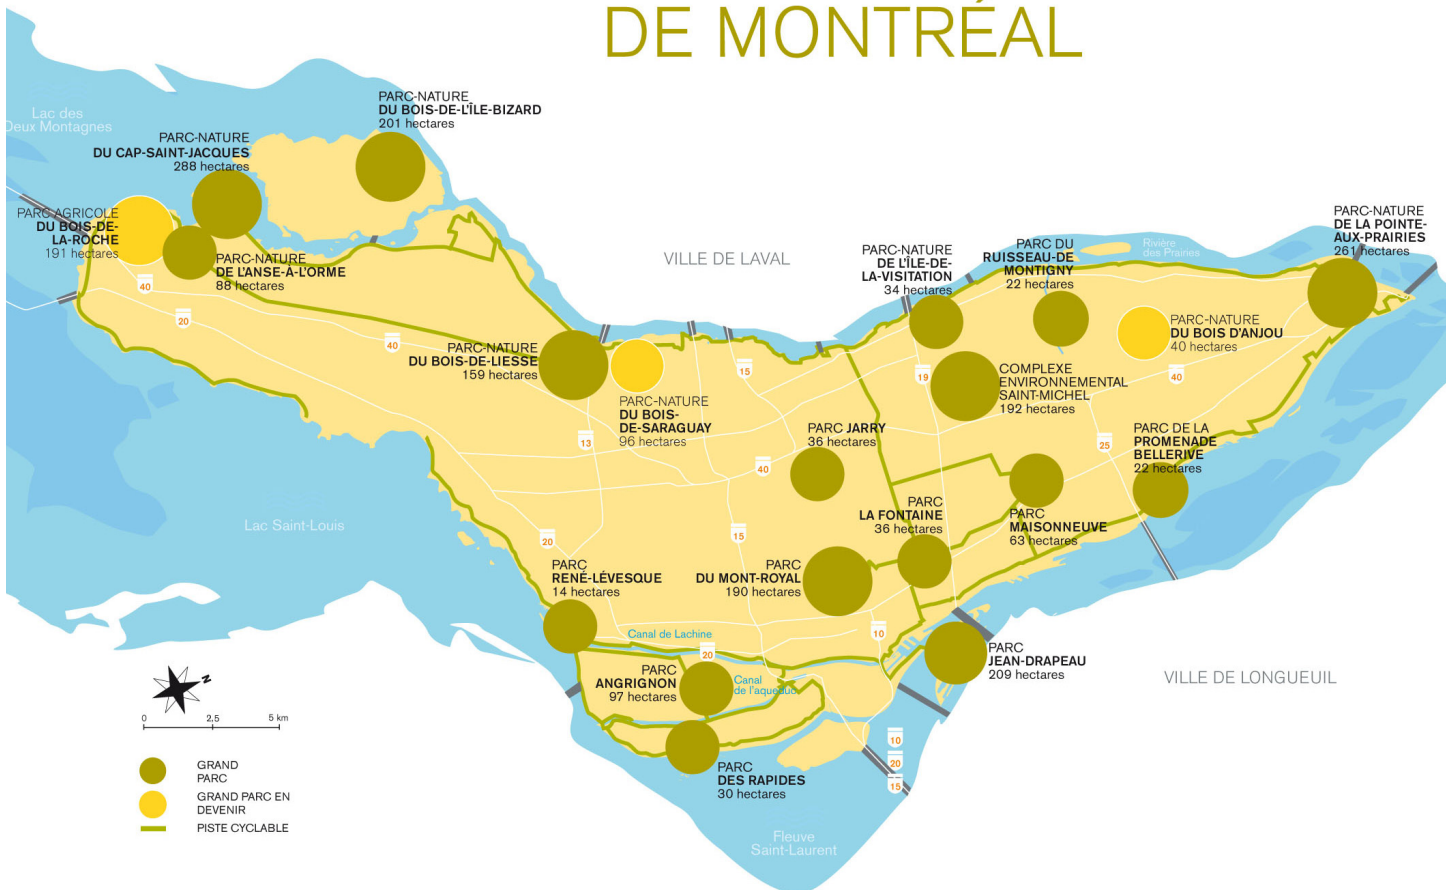 DE MONTRÉAL
Lac des
Deux Montagnes
PARC-NATURE
DU BOIS-DE-L'ÎLE-BIZARD
201 hectares
PARC-NATURE
DU CAP-SAINT-JACQUES
288 hectares
PARC AGRICOLE
DU BOIS-DE-
LA-ROCHE
191 hectares
PARC-NATURE
DE L'ANSE-À-L'ORME
88 hectares
40
20
40
VILLE DE LAVAL
PARC-NATURE
DE L'ÎLE-DE-
LA-VISITATION
34 hectares
PARC DU
RUISSEAU-DE-
MONTIGNY
22 hectares
Rivière
des Prairies
PARC-NATURE
DE LA POINTE-
AUX-PRAIRIES
261 hectares
PARC-NATURE
DU BOIS D'ANJOU
40 hectares
40
PARC-NATURE
DU BOIS-DE-LIESSE
159 hectares
PARC-NATURE
DU BOIS-
DE-SARAGUAY
96 hectares
15
19
COMPLEXE
ENVIRONNEMENTAL
SAINT-MICHEL
192 hectares
13
PARC JARRY
36 hectares
40
25
PARC DE LA
PROMENADE
BELLERIVE
22 hectares
PARC
LA FONTAINE
36 hectares
PARC
MAISONNEUVE
63 hectares
Lac Saint-Louis
20
15
PARC
RENÉ-LÉVESQUE
14 hectares
PARC
DU MONT-ROYAL
190 hectares
Canal de Lachine
20
10
PARC
ANGRIGNON
97 hectares
Canal
de l'aqueduc
PARC
JEAN-DRAPEAU
209 hectares
VILLE DE LONGUEUIL
PARC
DES RAPIDES
30 hectares
10
20
15
Fleuve
Saint-Laurent
N
0 2,5 5 km
GRAND
PARC
GRAND PARC EN
DEVENIR
PISTE CYCLABLE